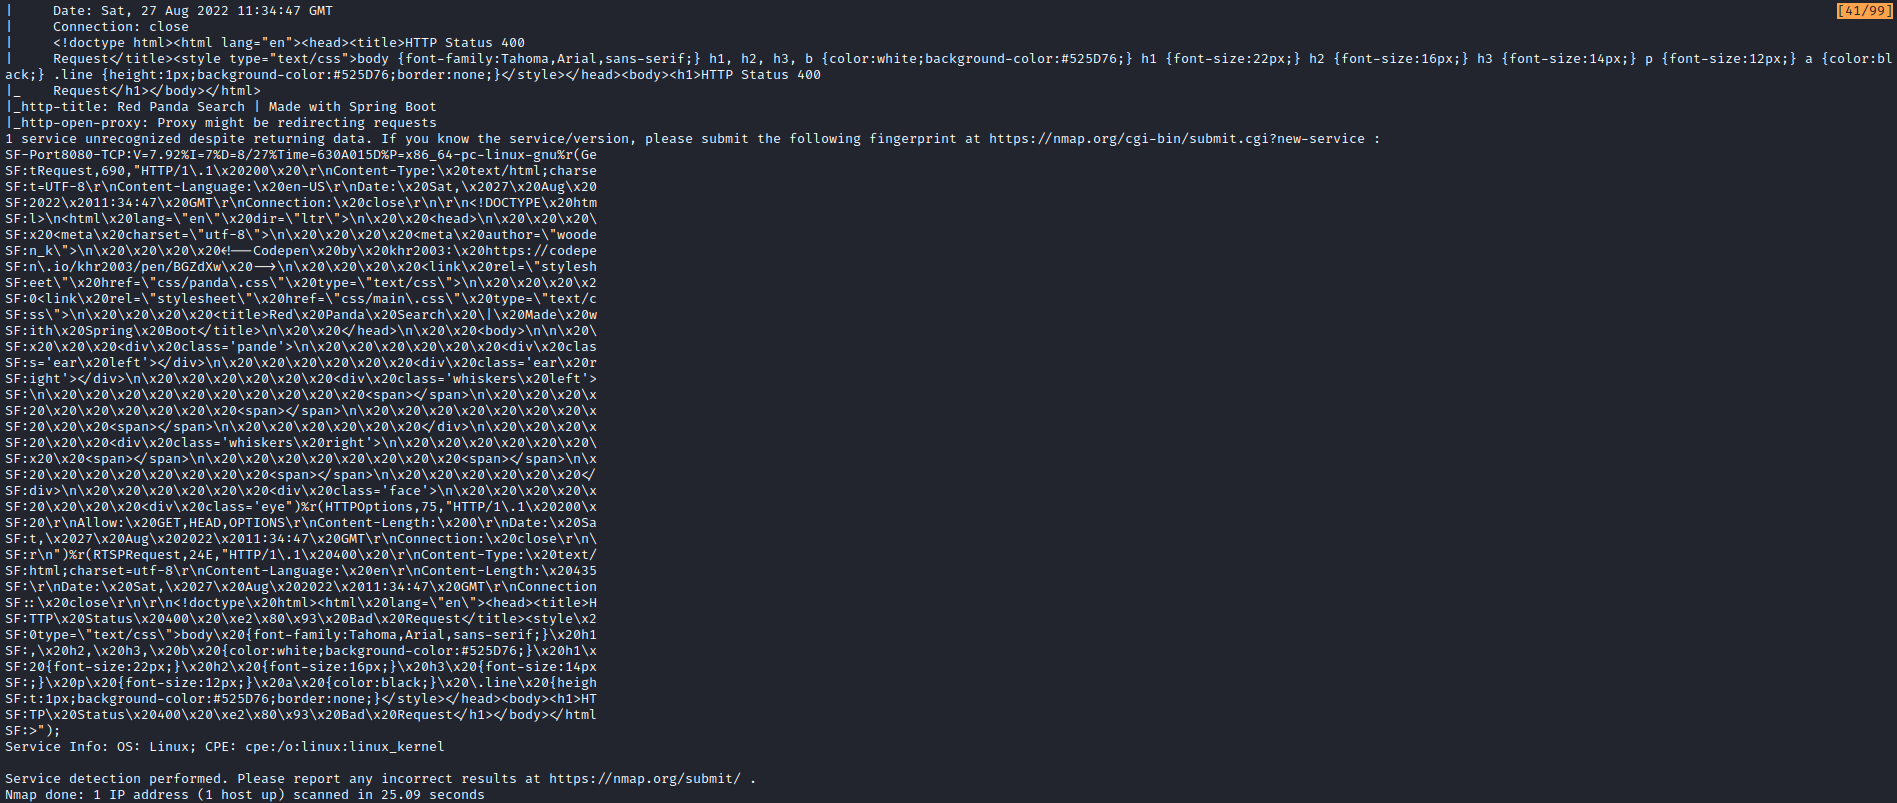 |     Date: Sat, 27 Aug 2022 11:34:47 GMT
[41/99]
|     Connection: close
|     <!doctype html><html lang="en"><head><title>HTTP Status 400
|     Request</title><style type="text/css">body {font-family:Tahoma,Arial,sans-serif;} h1, h2, h3, b {color:white;background-color:#525D76;} h1 {font-size:22px;} h2 {font-size:16px;} h3 {font-size:14px;} p {font-size:12px;} a {color:bl
ack;} .line {height:1px;background-color:#525D76;border:none;}</style></head><body><h1>HTTP Status 400
|_    Request</h1></body></html>
|_http-title: Red Panda Search | Made with Spring Boot
|_http-open-proxy: Proxy might be redirecting requests
1 service unrecognized despite returning data. If you know the service/version, please submit the following fingerprint at https://nmap.org/cgi-bin/submit.cgi?new-service :
SF-Port8080-TCP:V=7.92%I=7%D=8/27%Time=630A015D%P=x86_64-pc-linux-gnu%r(Ge
SF:tRequest,690,"HTTP/1\.1\x20200\x20\r\nContent-Type:\x20text/html;charse
SF:t=UTF-8\r\nContent-Language:\x20en-US\r\nDate:\x20Sat,\x2027\x20Aug\x20
SF:2022\x2011:34:47\x20GMT\r\nConnection:\x20close\r\n\r\n<!DOCTYPE\x20htm
SF:l>\n<html\x20lang=\"en\"\x20dir=\"ltr\">\n\x20\x20<head>\n\x20\x20\x20\
SF:x20<meta\x20charset=\"utf-8\">\n\x20\x20\x20\x20<meta\x20author=\"woode
SF:n_k\">\n\x20\x20\x20\x20<!--Codepen\x20by\x20khr2003:\x20https://codepe
SF:n\.io/khr2003/pen/BGZdXw\x20-->\n\x20\x20\x20\x20<link\x20rel=\"stylesh
SF:eet\"\x20href=\"css/panda\.css\"\x20type=\"text/css\">\n\x20\x20\x20\x2
SF:0<link\x20rel=\"stylesheet\"\x20href=\"css/main\.css\"\x20type=\"text/c
SF:ss\">\n\x20\x20\x20\x20<title>Red\x20Panda\x20Search\x20\|\x20Made\x20w
SF:ith\x20Spring\x20Boot</title>\n\x20\x20</head>\n\x20\x20<body>\n\n\x20\
SF:x20\x20\x20<div\x20class='pande'>\n\x20\x20\x20\x20\x20\x20<div\x20clas
SF:s='ear\x20left'></div>\n\x20\x20\x20\x20\x20\x20<div\x20class='ear\x20r
SF:ight'></div>\n\x20\x20\x20\x20\x20\x20<div\x20class='whiskers\x20left'>
SF:\n\x20\x20\x20\x20\x20\x20\x20\x20\x20\x20<span></span>\n\x20\x20\x20\x
SF:20\x20\x20\x20\x20\x20\x20<span></span>\n\x20\x20\x20\x20\x20\x20\x20\x
SF:20\x20\x20<span></span>\n\x20\x20\x20\x20\x20\x20</div>\n\x20\x20\x20\x
SF:20\x20\x20<div\x20class='whiskers\x20right'>\n\x20\x20\x20\x20\x20\x20\
SF:x20\x20<span></span>\n\x20\x20\x20\x20\x20\x20\x20\x20<span></span>\n\x
SF:20\x20\x20\x20\x20\x20\x20\x20<span></span>\n\x20\x20\x20\x20\x20\x20</
SF:div>\n\x20\x20\x20\x20\x20\x20<div\x20class='face'>\n\x20\x20\x20\x20\x
SF:20\x20\x20\x20<div\x20class='eye")%r(HTTPOptions,75,"HTTP/1\.1\x20200\x
SF:20\r\nAllow:\x20GET,HEAD,OPTIONS\r\nContent-Length:\x200\r\nDate:\x20Sa
SF:t,\x2027\x20Aug\x202022\x2011:34:47\x20GMT\r\nConnection:\x20close\r\n\
SF:r\n")%r(RTSPRequest,24E,"HTTP/1\.1\x20400\x20\r\nContent-Type:\x20text/
SF:html;charset=utf-8\r\nContent-Language:\x20en\r\nContent-Length:\x20435
SF:\r\nDate:\x20Sat,\x2027\x20Aug\x202022\x2011:34:47\x20GMT\r\nConnection
SF::\x20close\r\n\r\n<!doctype\x20html><html\x20lang=\"en\"><head><title>H
SF:TTP\x20Status\x20400\x20\xe2\x80\x93\x20Bad\x20Request</title><style\x2
SF:0type=\"text/css\">body\x20{font-family:Tahoma,Arial,sans-serif;}\x20h1
SF:,\x20h2,\x20h3,\x20b\x20{color:white;background-color:#525D76;}\x20h1\x
SF:20{font-size:22px;}\x20h2\x20{font-size:16px;}\x20h3\x20{font-size:14px
SF:;}\x20p\x20{font-size:12px;}\x20a\x20{color:black;}\x20\.line\x20{heigh
SF:t:1px;background-color:#525D76;border:none;}</style></head><body><h1>HT
SF:TP\x20Status\x20400\x20\xe2\x80\x93\x20Bad\x20Request</h1></body></html
SF:>");
Service Info: OS: Linux; CPE: cpe:/o:linux:linux_kernel
Service detection performed. Please report any incorrect results at https://nmap.org/submit/ .
Nmap done: 1 IP address (1 host up) scanned in 25.09 seconds